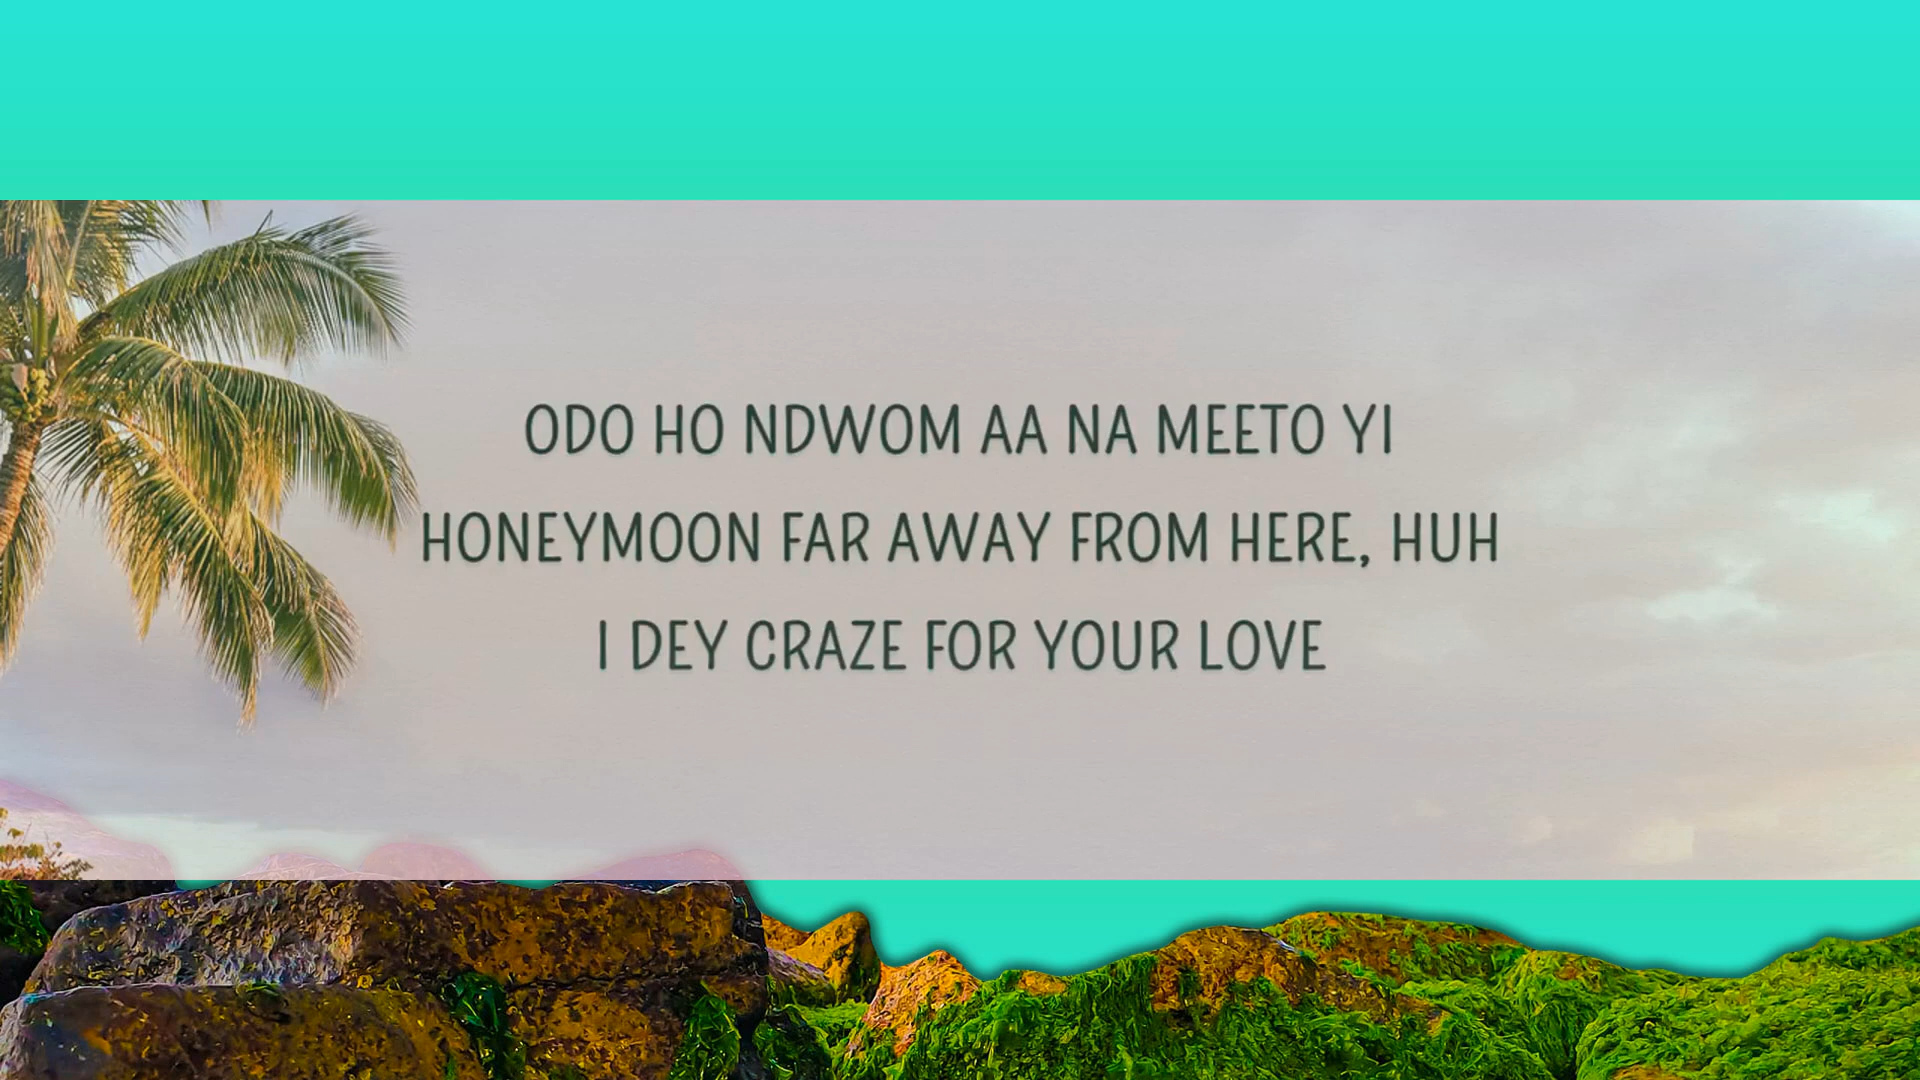 ODO HO NDWOM AA NA MEETO YI
HONEYMOON FAR AWAY FROM HERE, HUH
I DEY CRAZE FOR YOUR LOVE